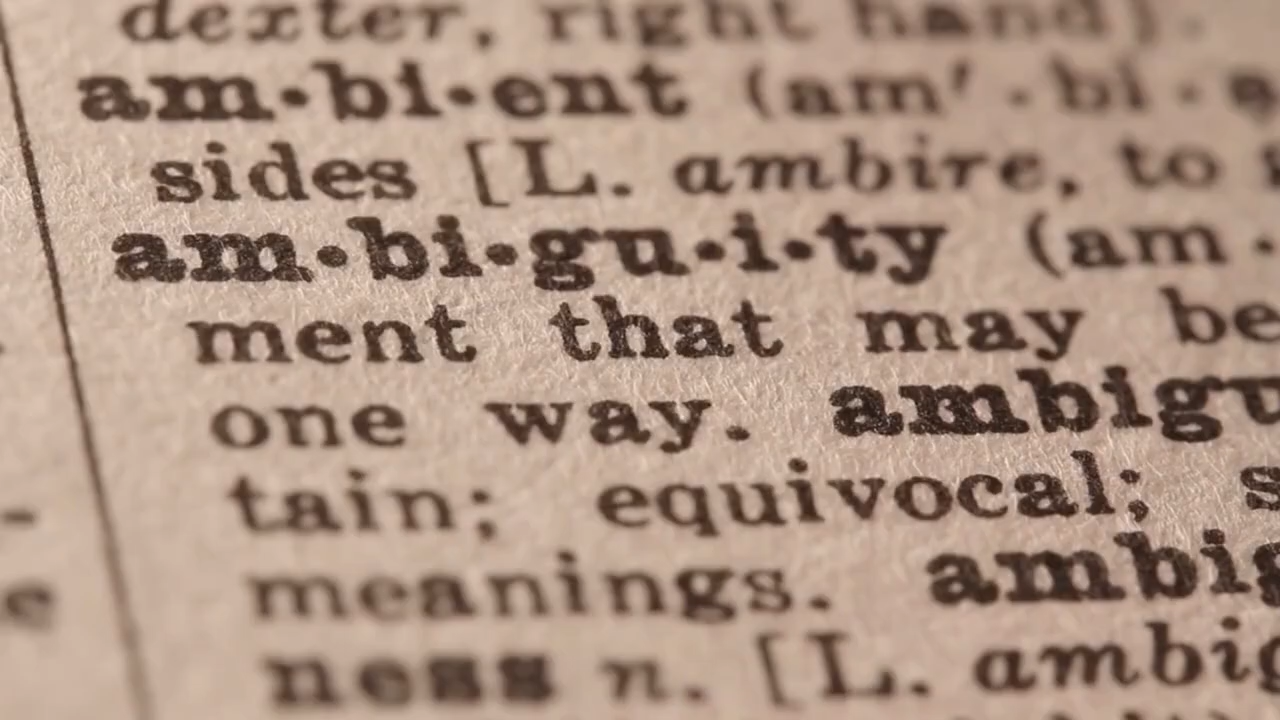 dexter, right hand].
am•bi•ent (am′•bi•e
sides [L. ambire, to
am•bi•gu•i•ty (am•
ment that may be
one way. ambigu
tain; equivocal; s
meanings. ambig
ness n. [L. ambig